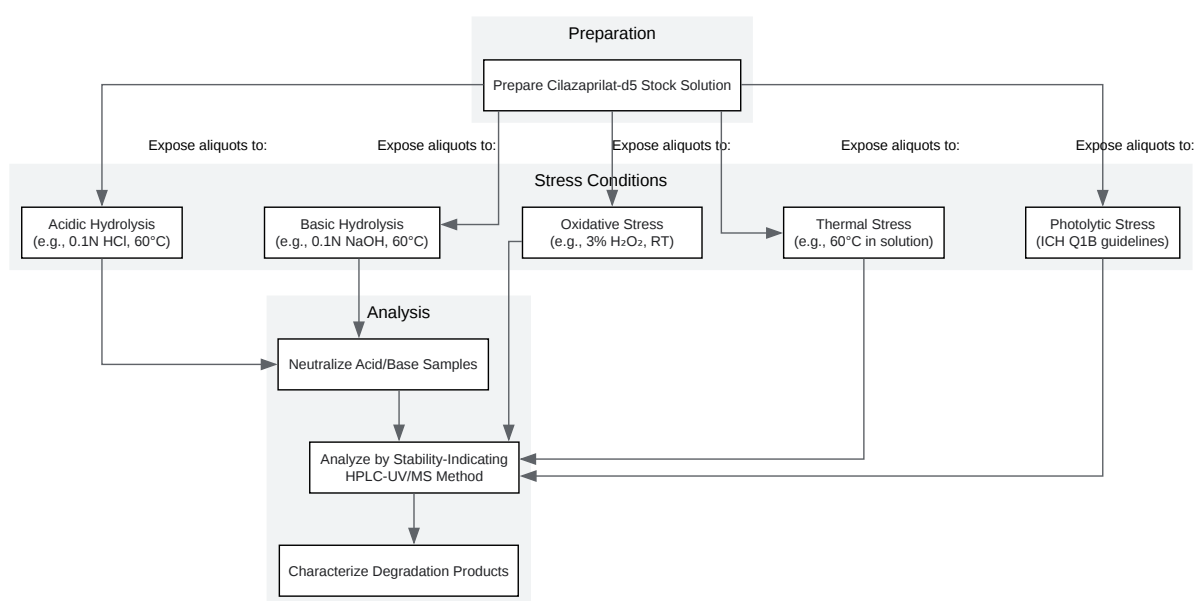 Preparation
Prepare Cilazaprilat-d5 Stock Solution
Expose aliquots to:
Expose aliquots to:
Expose aliquots to:
Expose aliquots to:
Expose aliquots to:
Stress Conditions
Acidic Hydrolysis
(e.g., 0.1N HCl, 60°C)
Basic Hydrolysis
(e.g., 0.1N NaOH, 60°C)
Oxidative Stress
(e.g., 3% H₂O₂, RT)
Thermal Stress
(e.g., 60°C in solution)
Photolytic Stress
(ICH Q1B guidelines)
Analysis
Neutralize Acid/Base Samples
Analyze by Stability-Indicating
HPLC-UV/MS Method
Characterize Degradation Products